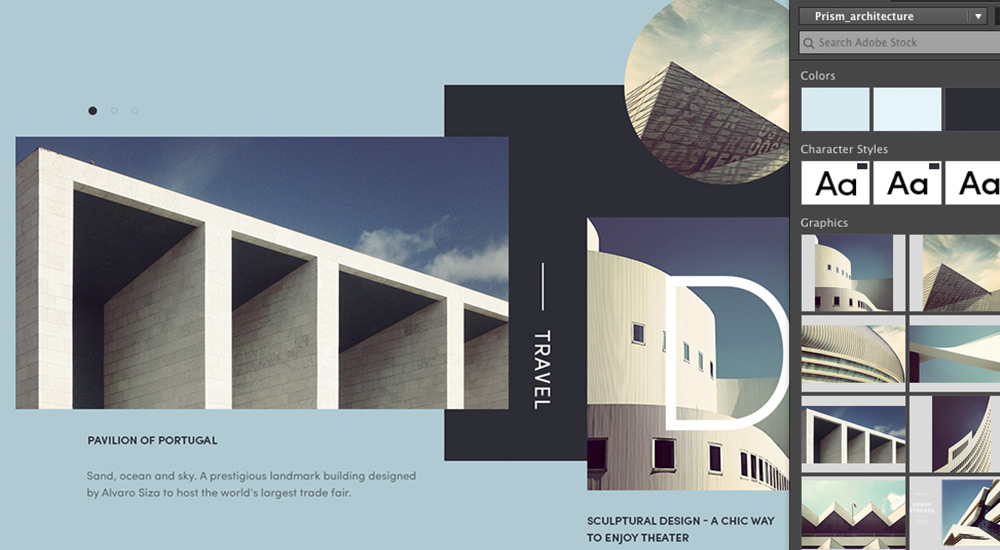 TRAVEL
D
PAVILION OF PORTUGAL
Sand, ocean and sky. A prestigious landmark building designed
by Alvaro Siza to host the world's largest trade fair.
SCULPTURAL DESIGN - A CHIC WAY
TO ENJOY THEATER
Prism_architecture
Search Adobe Stock
Colors
Character Styles
Aa
Aa
Aa
Graphics